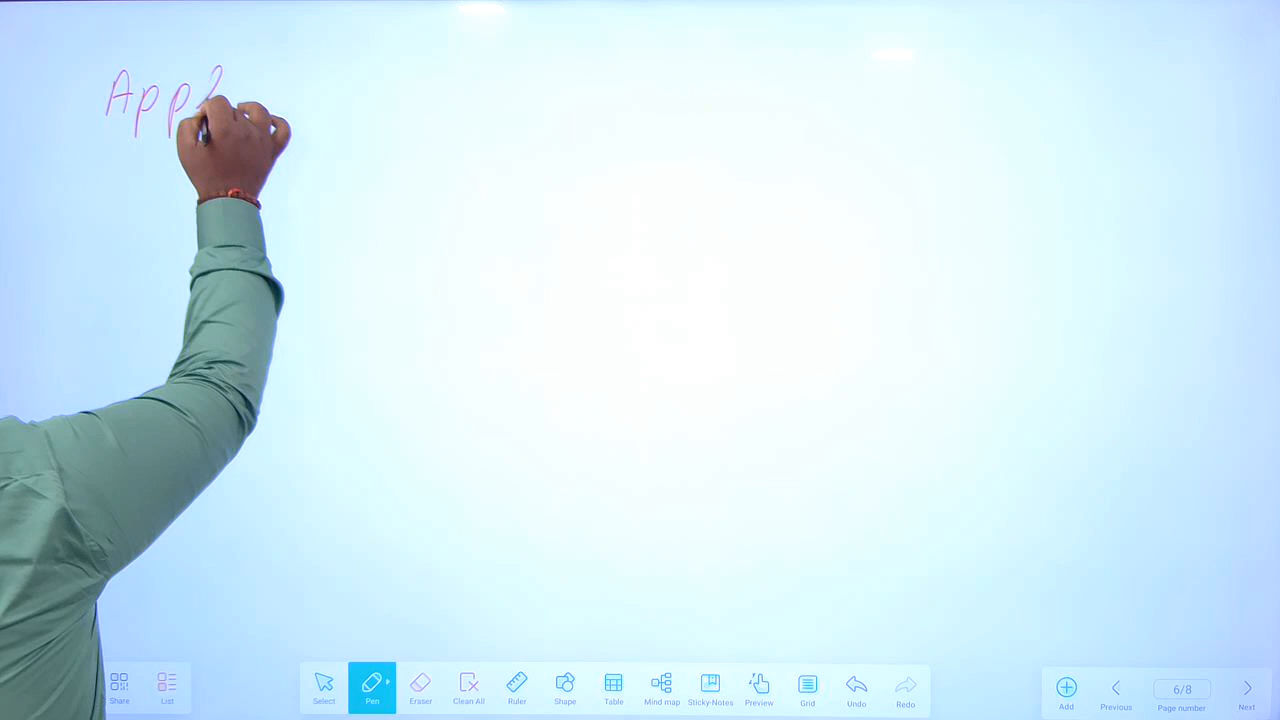 App
Share
List
Select
Pen
Eraser
Clean All
Ruler
Shape
Table
Mind map
Sticky-Notes
Preview
Grid
Undo
Redo
Add
Previous
6/8
Page number
Next